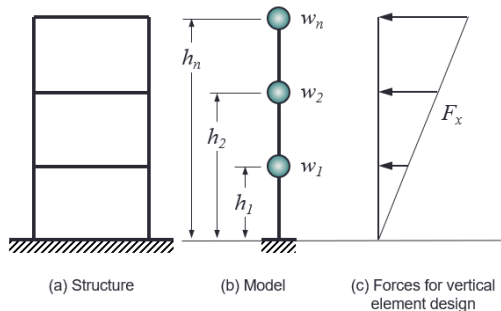 wₙ
hₙ
w₂
h₂
Fₓ
w₁
h₁
(a) Structure
(b) Model
(c) Forces for vertical
element design